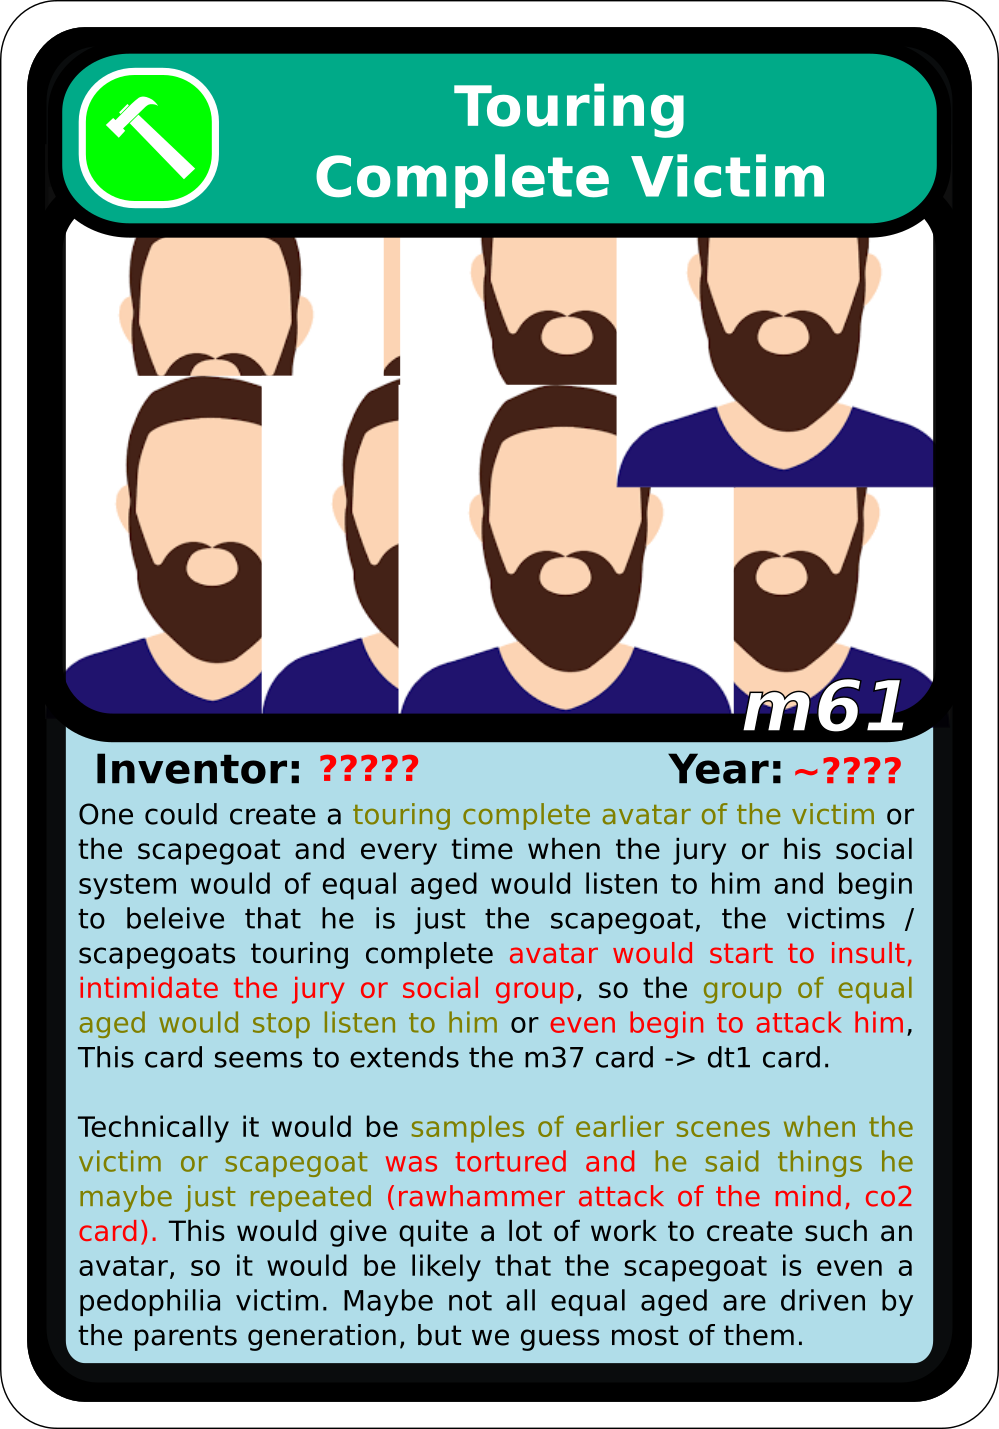 Touring
Complete Victim
m61
Inventor: ?????
Year: ~????
One could create a touring complete avatar of the victim or
the scapegoat and every time when the jury or his social
system would of equal aged would listen to him and begin
to beleive that he is just the scapegoat, the victims /
scapegoats touring complete avatar would start to insult,
intimidate the jury or social group, so the group of equal
aged would stop listen to him or even begin to attack him,
This card seems to extends the m37 card -> dt1 card.
Technically it would be samples of earlier scenes when the
victim or scapegoat was tortured and he said things he
maybe just repeated (rawhammer attack of the mind, co2
card). This would give quite a lot of work to create such an
avatar, so it would be likely that the scapegoat is even a
pedophilia victim. Maybe not all equal aged are driven by
the parents generation, but we guess most of them.